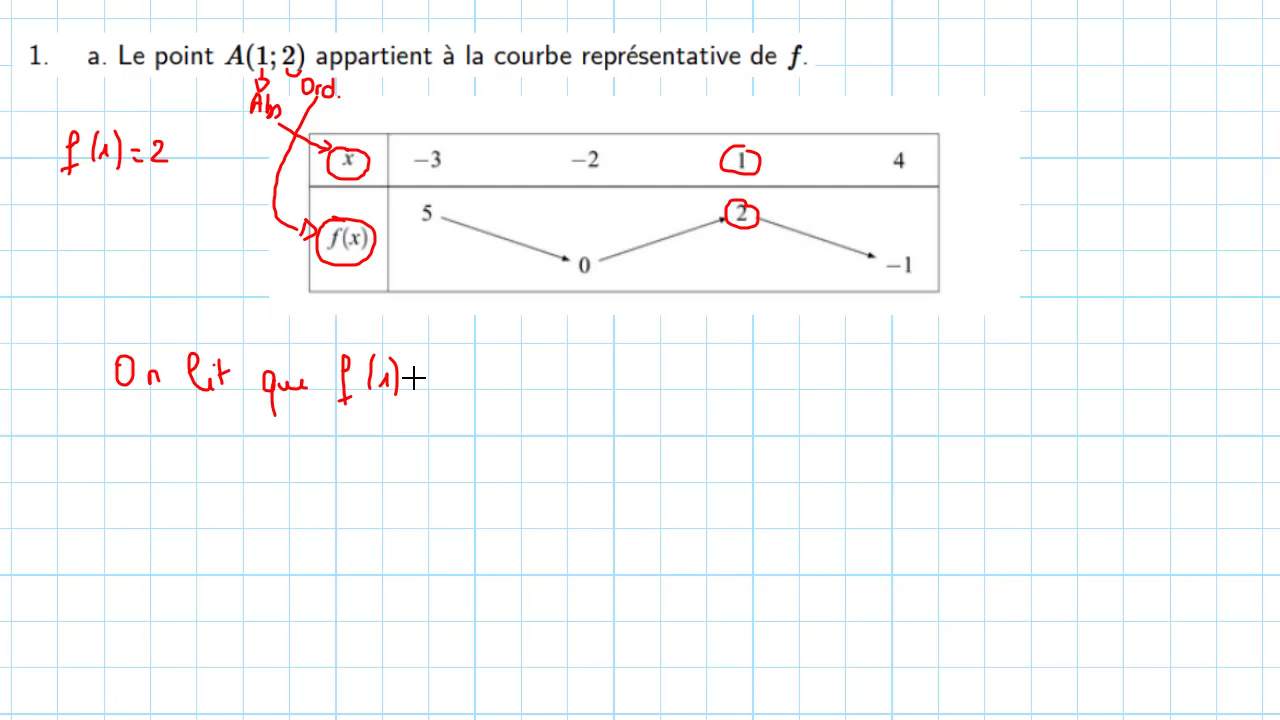 1. a. Le point A(1; 2) appartient à la courbe représentative de f.
Abs
Ord.
f(1)=2
x −3 −2 1 4
f(x) 5 0 2 −1
On lit que f(1)